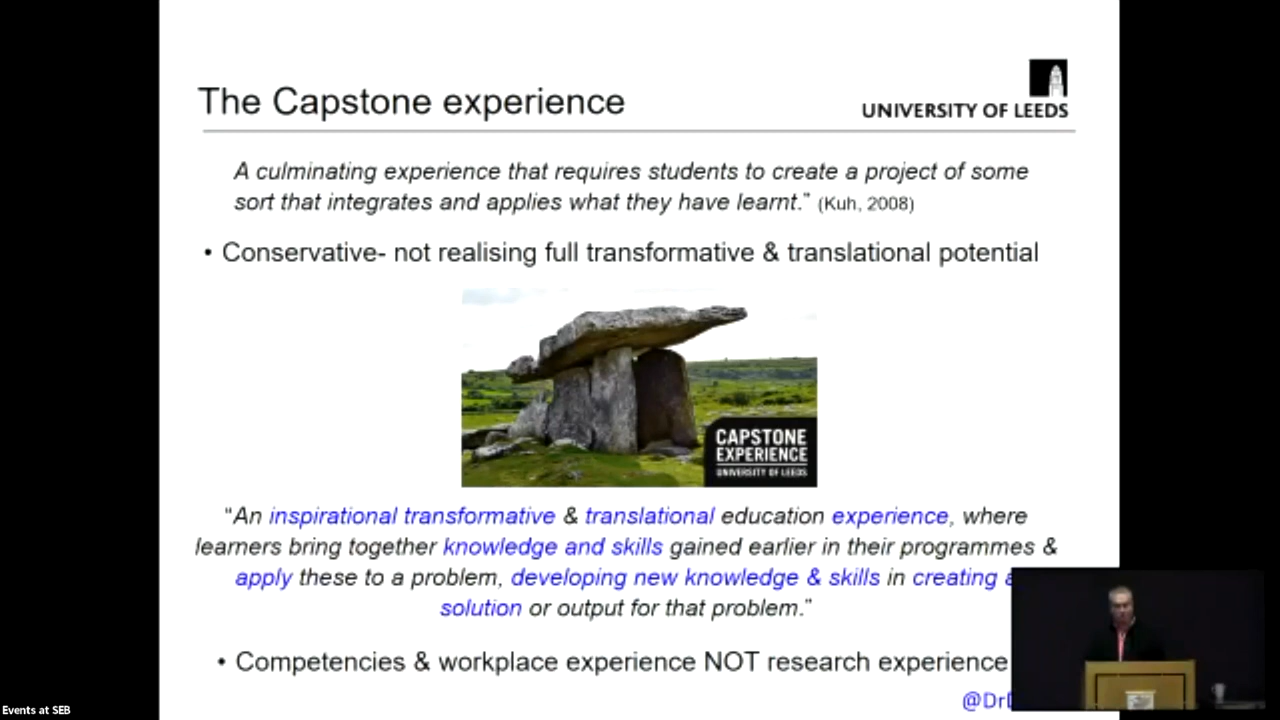 The Capstone experience
UNIVERSITY OF LEEDS
A culminating experience that requires students to create a project of some
sort that integrates and applies what they have learnt.” (Kuh, 2008)
• Conservative- not realising full transformative & translational potential
CAPSTONE
EXPERIENCE
UNIVERSITY OF LEEDS
“An inspirational transformative & translational education experience, where
learners bring together knowledge and skills gained earlier in their programmes &
apply these to a problem, developing new knowledge & skills in creating a
solution or output for that problem.”
• Competencies & workplace experience NOT research experience
Events at SEB